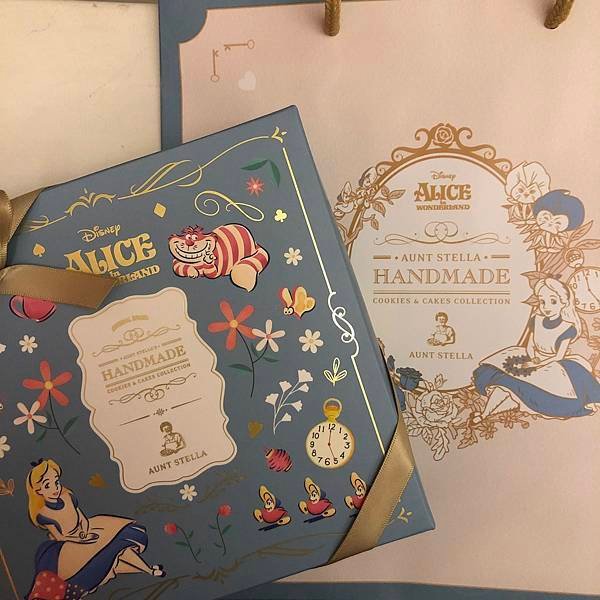 Disney
ALICE
in
WONDERLAND
AUNT STELLA'S
HANDMADE
COOKIES & CAKES COLLECTION
AUNT STELLA
Disney
ALICE
in
WONDERLAND
• AUNT STELLA •
HANDMADE
COOKIES & CAKES COLLECTION
AUNT STELLA